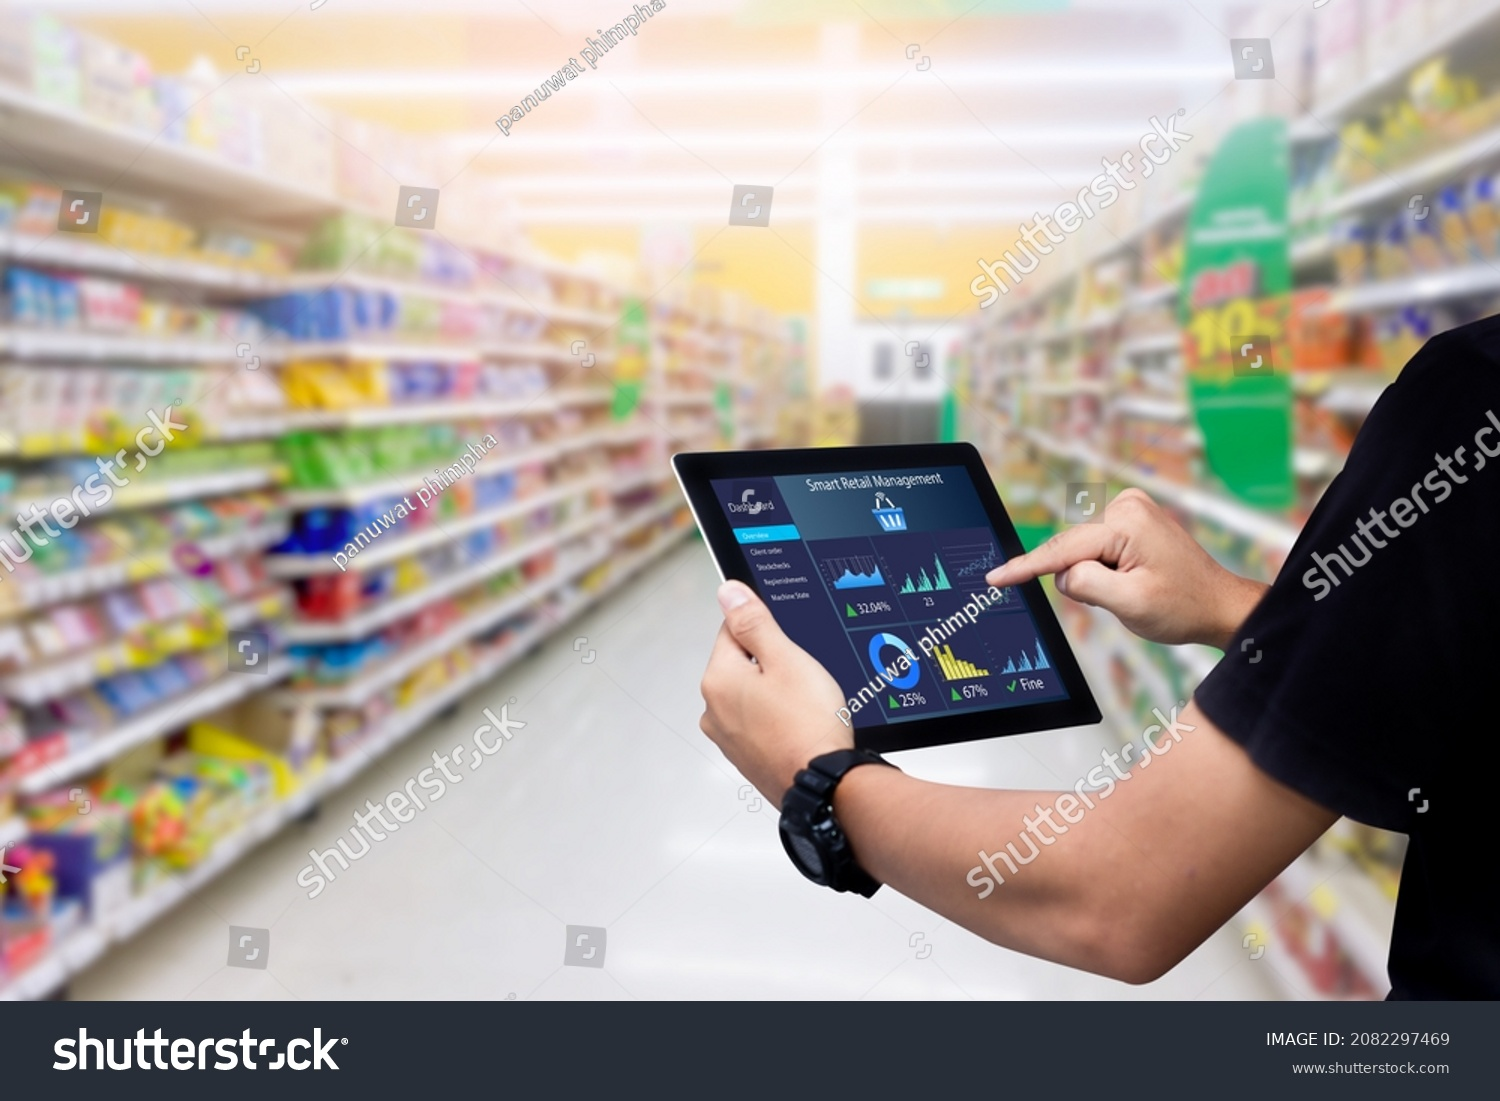 panuwat phimpha
shutterstock
10%
Smart Retail Management
Dashboard
Overview
Client order
Stockchecks
Replenishments
Machine State
32.04%
23
25%
67%
Fine
shutterstock
panuwat phimpha
panuwat phimpha
shutterstock
shutterstock
shutterstock
shutterstock
IMAGE ID: 2082297469
www.shutterstock.com